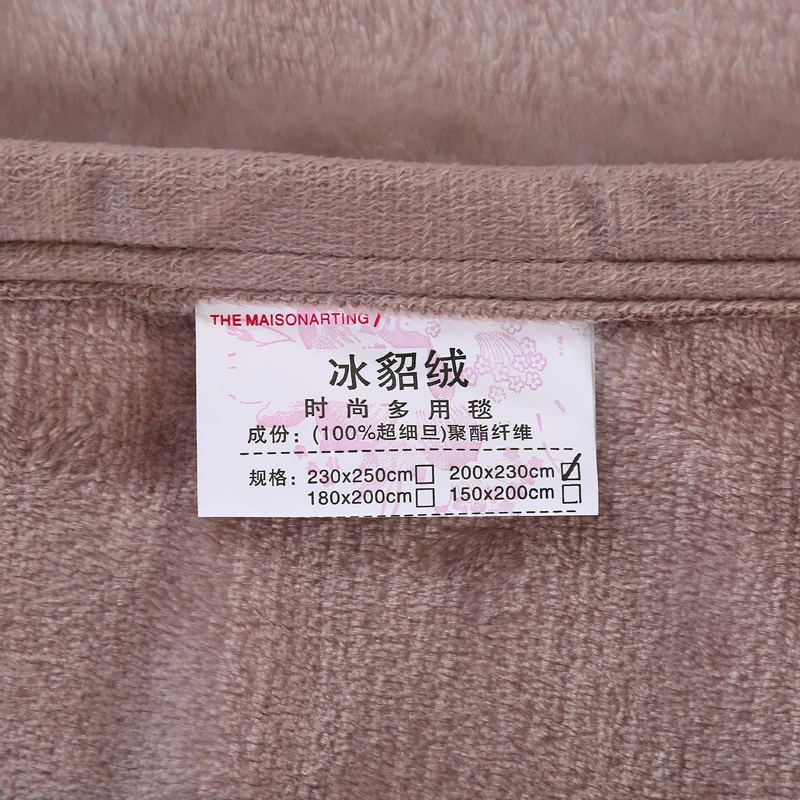 THE MAISONARTING /
冰貂绒
时尚多用毯
成份：(100%超细旦)聚酯纤维
规格：230x250cm□ 200x230cm☑
180x200cm□ 150x200cm□